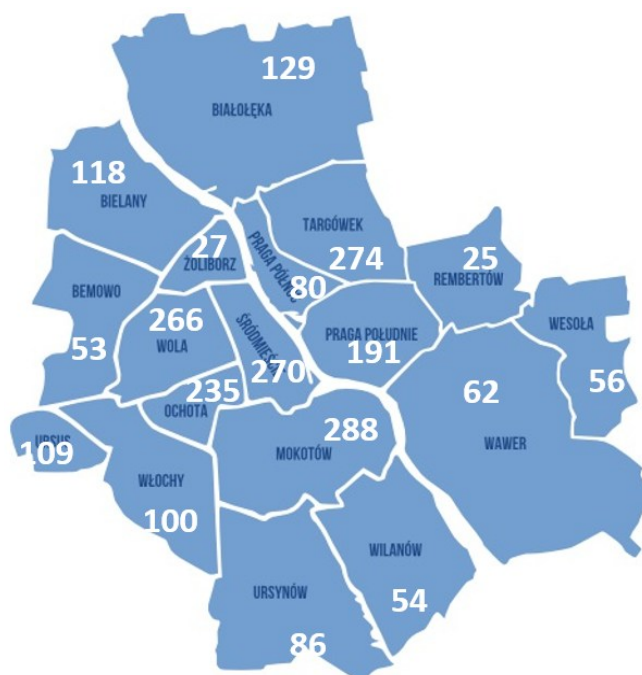 129
BIAŁOŁĘKA
118
BIELANY
TARGÓWEK
274
27
ŻOLIBORZ
PRAGA PÓŁNOC
80
25
REMBERTÓW
BEMOWO
53
266
WOLA
ŚRÓDMIEŚCIE
270
PRAGA POŁUDNIE
191
WESOŁA
56
62
WAWER
235
OCHOTA
288
MOKOTÓW
URSUS
109
WŁOCHY
100
WILANÓW
54
URSYNÓW
86